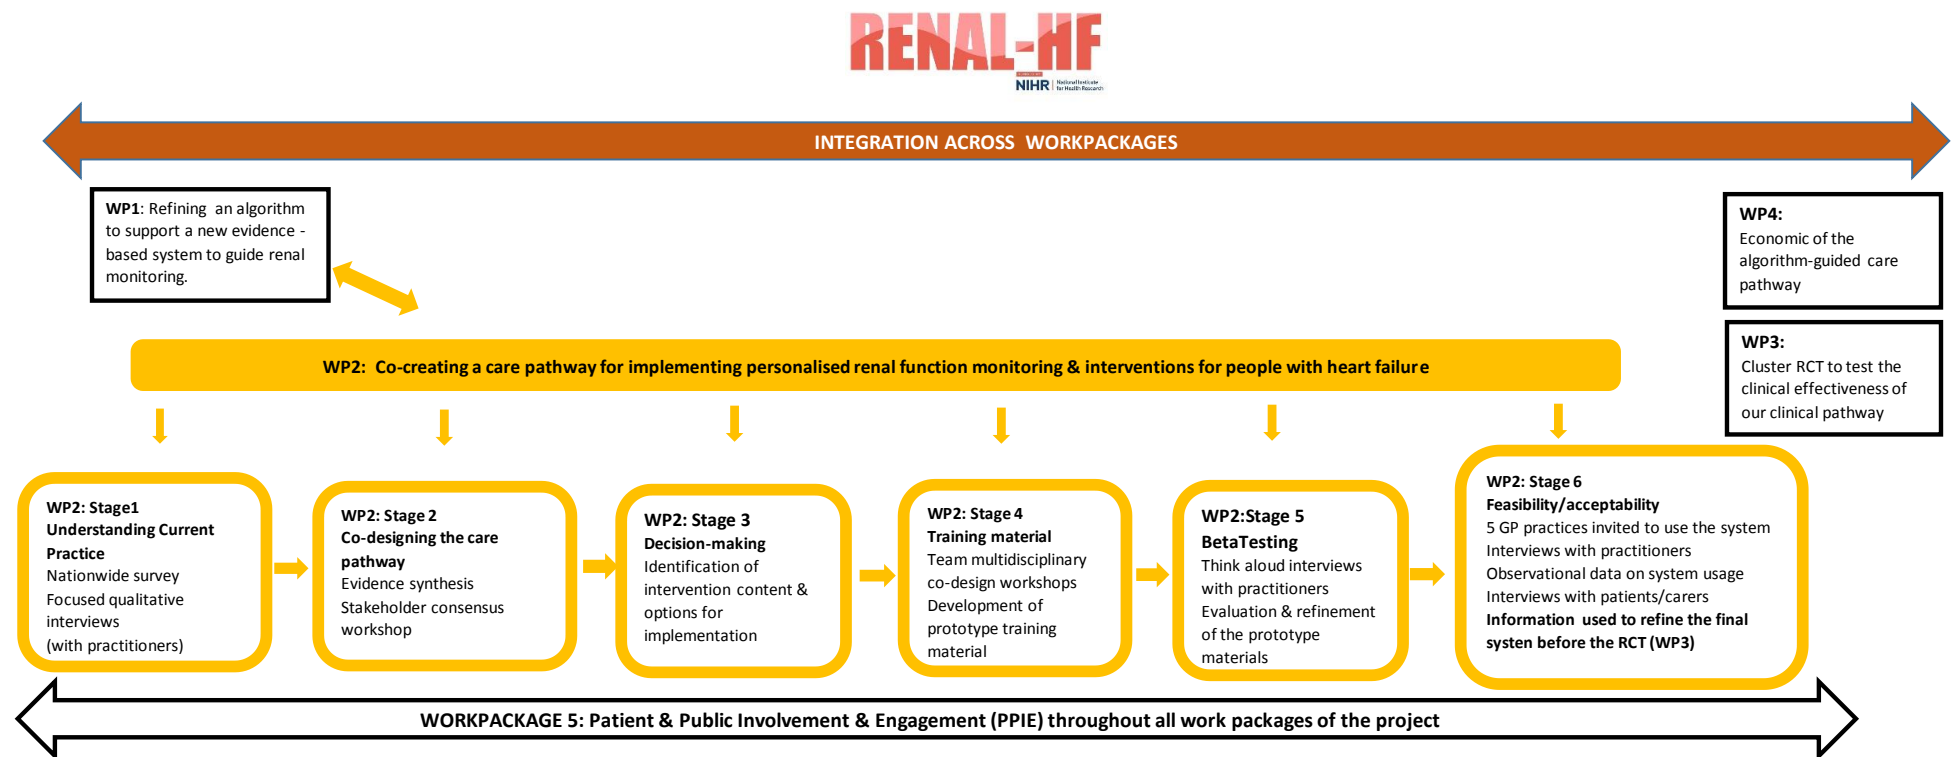 RENAL-HF
NIHR | National Institute
for Health Research
INTEGRATION ACROSS WORKPACKAGES
WP1: Refining an algorithm
to support a new evidence -
based system to guide renal
monitoring.
WP4:
Economic of the
algorithm-guided care
pathway
WP3:
Cluster RCT to test the
clinical effectiveness of
our clinical pathway
WP2: Co-creating a care pathway for implementing personalised renal function monitoring & interventions for people with heart failure
WP2: Stage1
Understanding Current
Practice
Nationwide survey
Focused qualitative
interviews
(with practitioners)
WP2: Stage 2
Co-designing the care
pathway
Evidence synthesis
Stakeholder consensus
workshop
WP2: Stage 3
Decision-making
Identification of
intervention content &
options for
implementation
WP2: Stage 4
Training material
Team multidisciplinary
co-design workshops
Development of
prototype training
material
WP2:Stage 5
BetaTesting
Think aloud interviews
with practitioners
Evaluation & refinement
of the prototype
materials
WP2: Stage 6
Feasibility/acceptability
5 GP practices invited to use the system
Interviews with practitioners
Observational data on system usage
Interviews with patients/carers
Information used to refine the final
systen before the RCT (WP3)
WORKPACKAGE 5: Patient & Public Involvement & Engagement (PPIE) throughout all work packages of the project